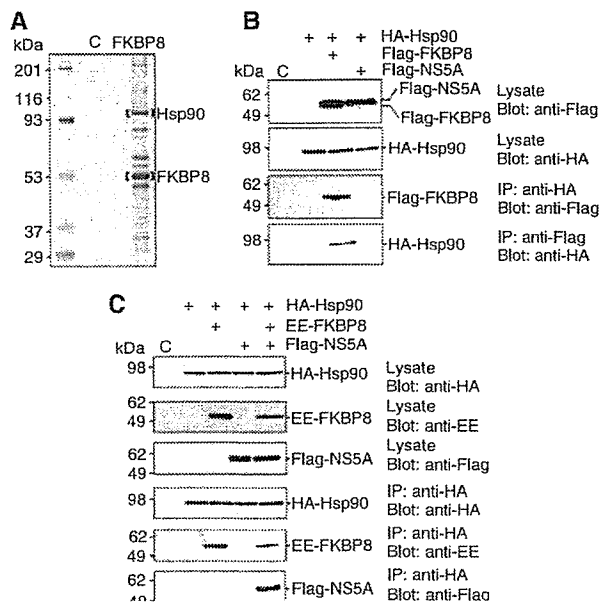 A
kDa
C FKBP8
201
116
93
53
37
29
Hsp90
FKBP8
B
+ + + HA-Hsp90
+ Flag-FKBP8
kDa C + Flag-NS5A
62
49
Flag-NS5A
Flag-FKBP8
Lysate
Blot: anti-Flag
98
HA-Hsp90
Lysate
Blot: anti-HA
62
49
Flag-FKBP8
IP: anti-HA
Blot: anti-Flag
98
HA-Hsp90
IP: anti-Flag
Blot: anti-HA
C
+ + + + HA-Hsp90
+ + EE-FKBP8
kDa C + + Flag-NS5A
98
HA-Hsp90
Lysate
Blot: anti-HA
62
49
EE-FKBP8
Lysate
Blot: anti-EE
62
49
Flag-NS5A
Lysate
Blot: anti-Flag
98
HA-Hsp90
IP: anti-HA
Blot: anti-HA
62
49
EE-FKBP8
IP: anti-HA
Blot: anti-EE
62
49
Flag-NS5A
IP: anti-HA
Blot: anti-Flag